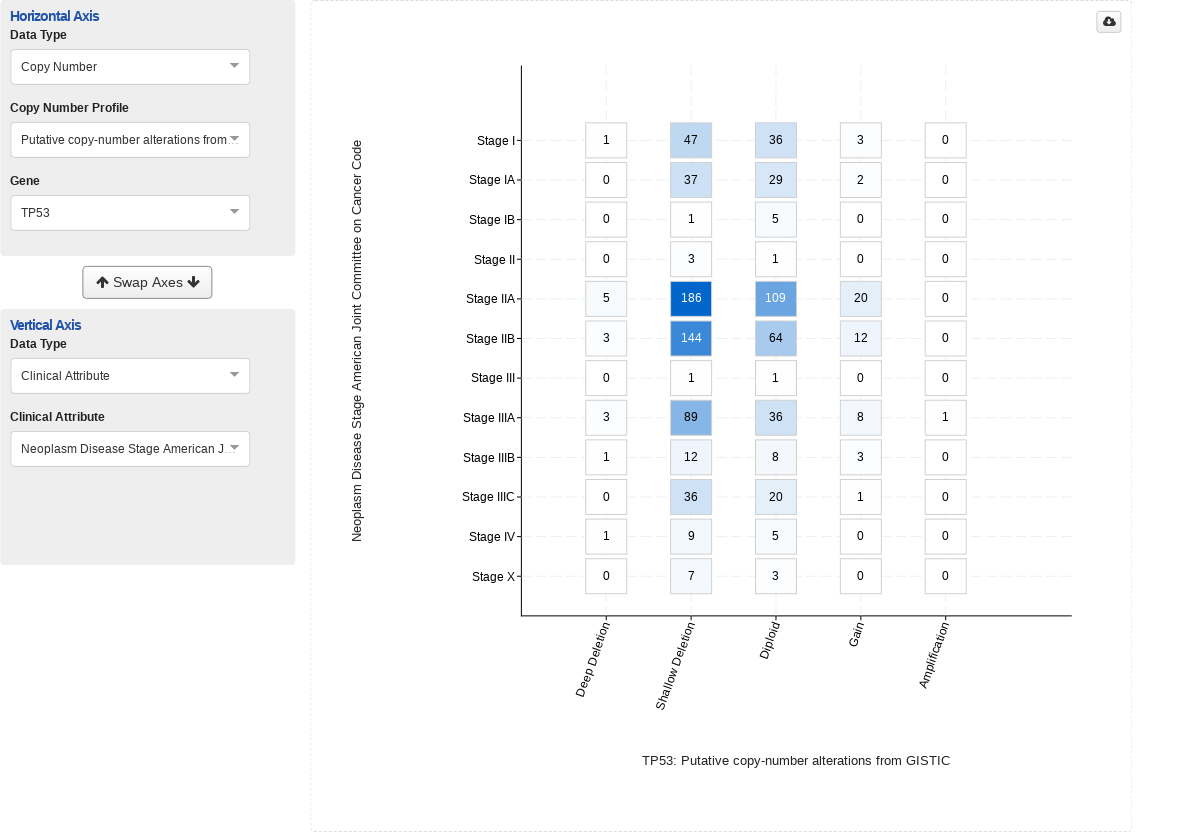 Horizontal Axis
Data Type
Copy Number
Copy Number Profile
Putative copy-number alterations from...
Gene
TP53
Swap Axes
Vertical Axis
Data Type
Clinical Attribute
Clinical Attribute
Neoplasm Disease Stage American J...
Neoplasm Disease Stage American Joint Committee on Cancer Code
Stage I 1 47 36 3 0
Stage IA 0 37 29 2 0
Stage IB 0 1 5 0 0
Stage II 0 3 1 0 0
Stage IIA 5 186 109 20 0
Stage IIB 3 144 64 12 0
Stage III 0 1 1 0 0
Stage IIIA 3 89 36 8 1
Stage IIIB 1 12 8 3 0
Stage IIIC 0 36 20 1 0
Stage IV 1 9 5 0 0
Stage X 0 7 3 0 0
Deep Deletion
Shallow Deletion
Diploid
Gain
Amplification
TP53: Putative copy-number alterations from GISTIC